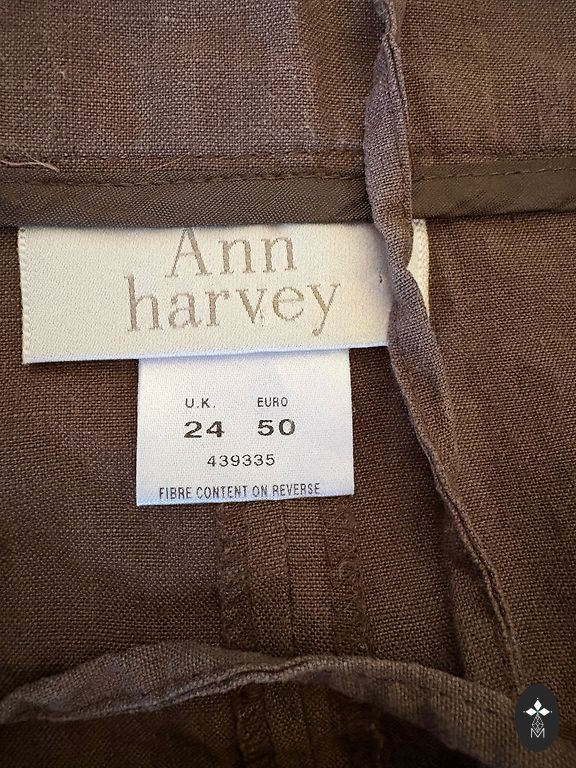 Ann
harvey
U.K. EURO
24 50
439335
FIBRE CONTENT ON REVERSE
M